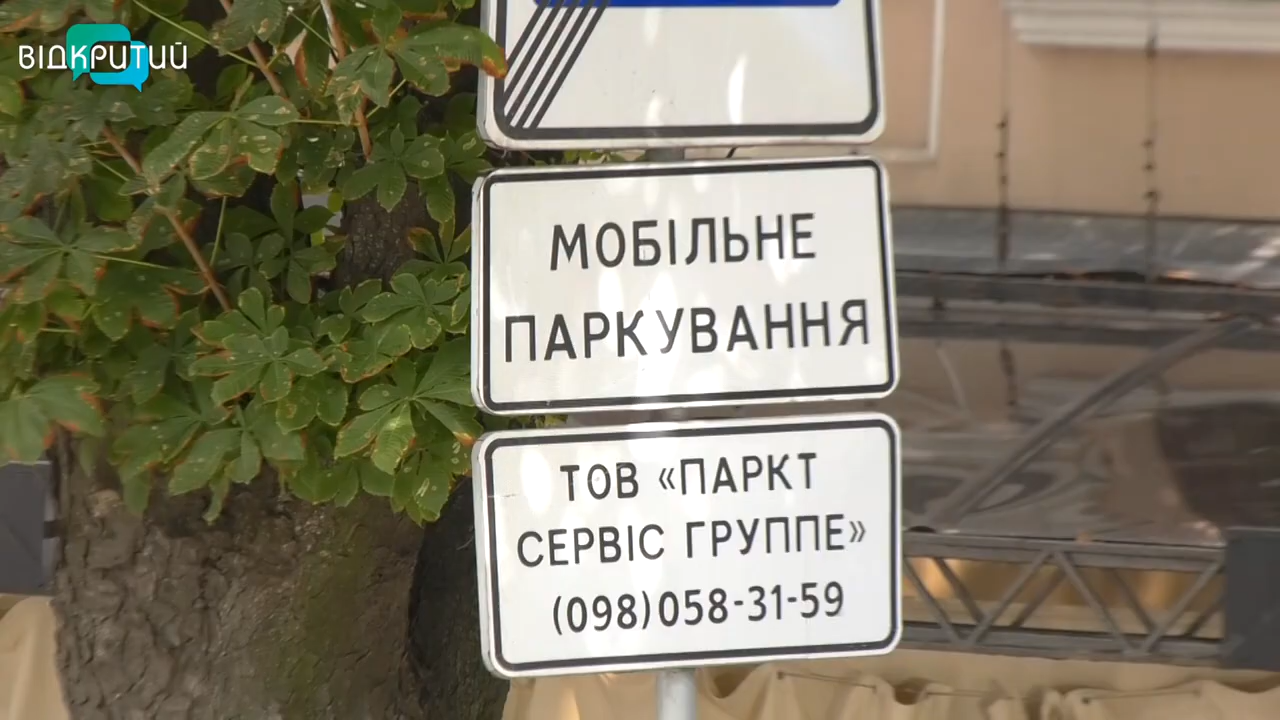 ВІДКРИТИЙ
МОБІЛЬНЕ
ПАРКУВАННЯ
ТОВ «ПАРКТ
СЕРВІС ГРУППЕ»
(098)058-31-59